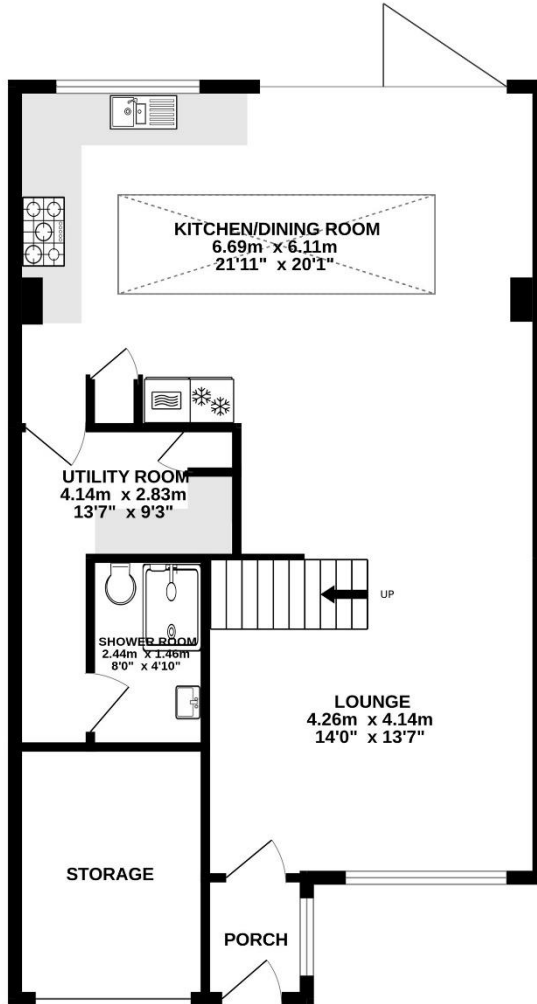 KITCHEN/DINING ROOM
6.69m x 6.11m
21'11" x 20'1"
UTILITY ROOM
4.14m x 2.83m
13'7" x 9'3"
UP
SHOWER ROOM
2.44m x 1.46m
8'0" x 4'10"
LOUNGE
4.26m x 4.14m
14'0" x 13'7"
STORAGE
PORCH